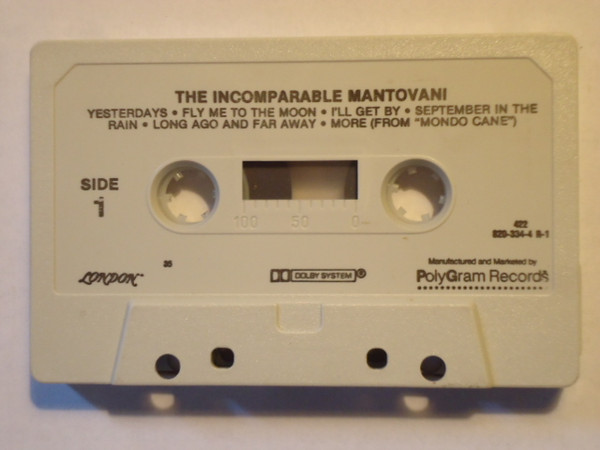 THE INCOMPARABLE MANTOVANI
YESTERDAYS • FLY ME TO THE MOON • I'LL GET BY • SEPTEMBER IN THE
RAIN • LONG AGO AND FAR AWAY • MORE (FROM "MONDO CANE")
SIDE
1
100 50 0
422
820-334-4 R-1
35
LONDON
DOLBY SYSTEM®
Manufactured and Marketed by
PolyGram Records